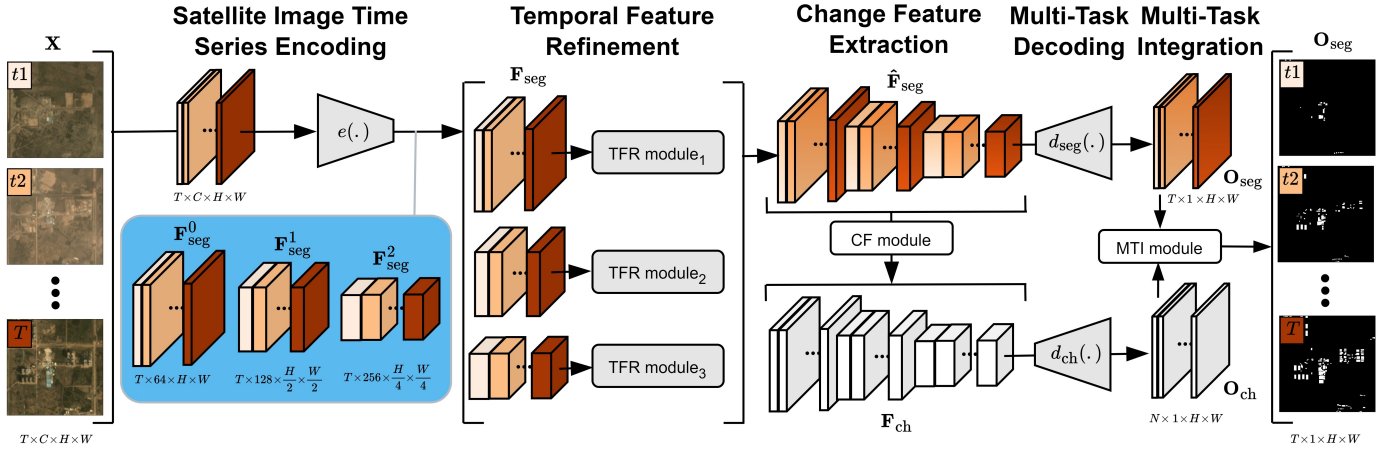 Satellite Image Time
Series Encoding
Temporal Feature
Refinement
Change Feature
Extraction
Multi-Task
Decoding
Multi-Task
Integration
X
t1
t2
T
T×C×H×W
T×C×H×W
e(.)
F⁰seg
F¹seg
F²seg
T×64×H×W
T×128×H/2×W/2
T×256×H/4×W/4
Fseg
TFR module₁
TFR module₂
TFR module₃
F̂seg
CF module
Fch
dseg(.)
dch(.)
Oseg
T×1×H×W
MTI module
Och
N×1×H×W
Oseg
t1
t2
T
T×1×H×W